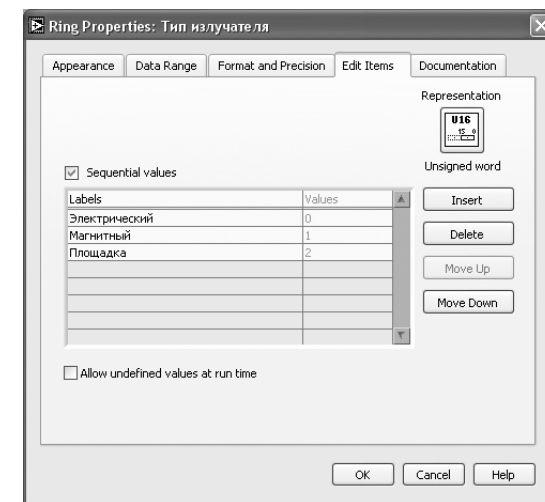 Ring Properties: Тип излучателя
Appearance Data Range Format and Precision Edit Items Documentation
Representation
U16
15 0
Unsigned word
Sequential values
Labels Values
Электрический 0
Магнитный 1
Площадка 2
Insert
Delete
Move Up
Move Down
Allow undefined values at run time
OK Cancel Help